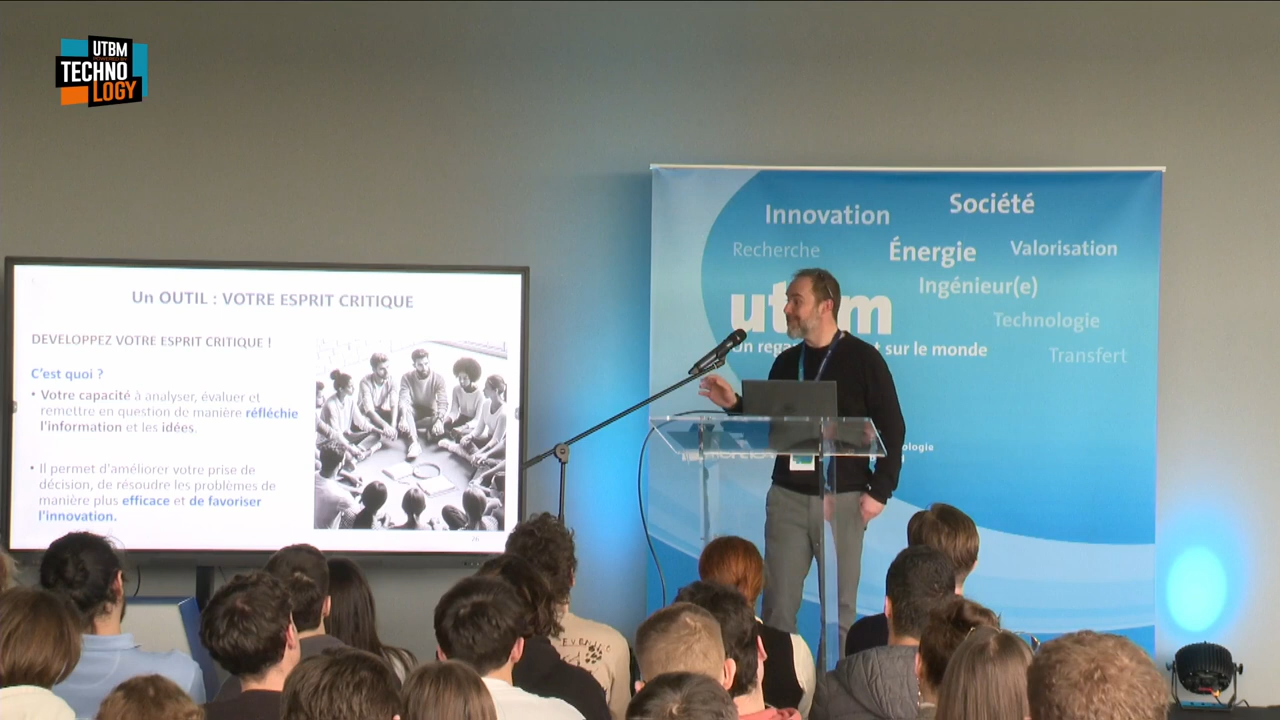 UTBM
TECHNO
LOGY
Un OUTIL : VOTRE ESPRIT CRITIQUE
DEVELOPPEZ VOTRE ESPRIT CRITIQUE !
C'est quoi ?
• Votre capacité à analyser, évaluer et
remettre en question de manière réfléchie
l'information et les idées.
• Il permet d'améliorer votre prise de
décision, de résoudre les problèmes de
manière plus efficace et de favoriser
l'innovation.
26
Innovation
Société
Recherche
Énergie
Valorisation
Ingénieur(e)
Technologie
Transfert
sur le monde